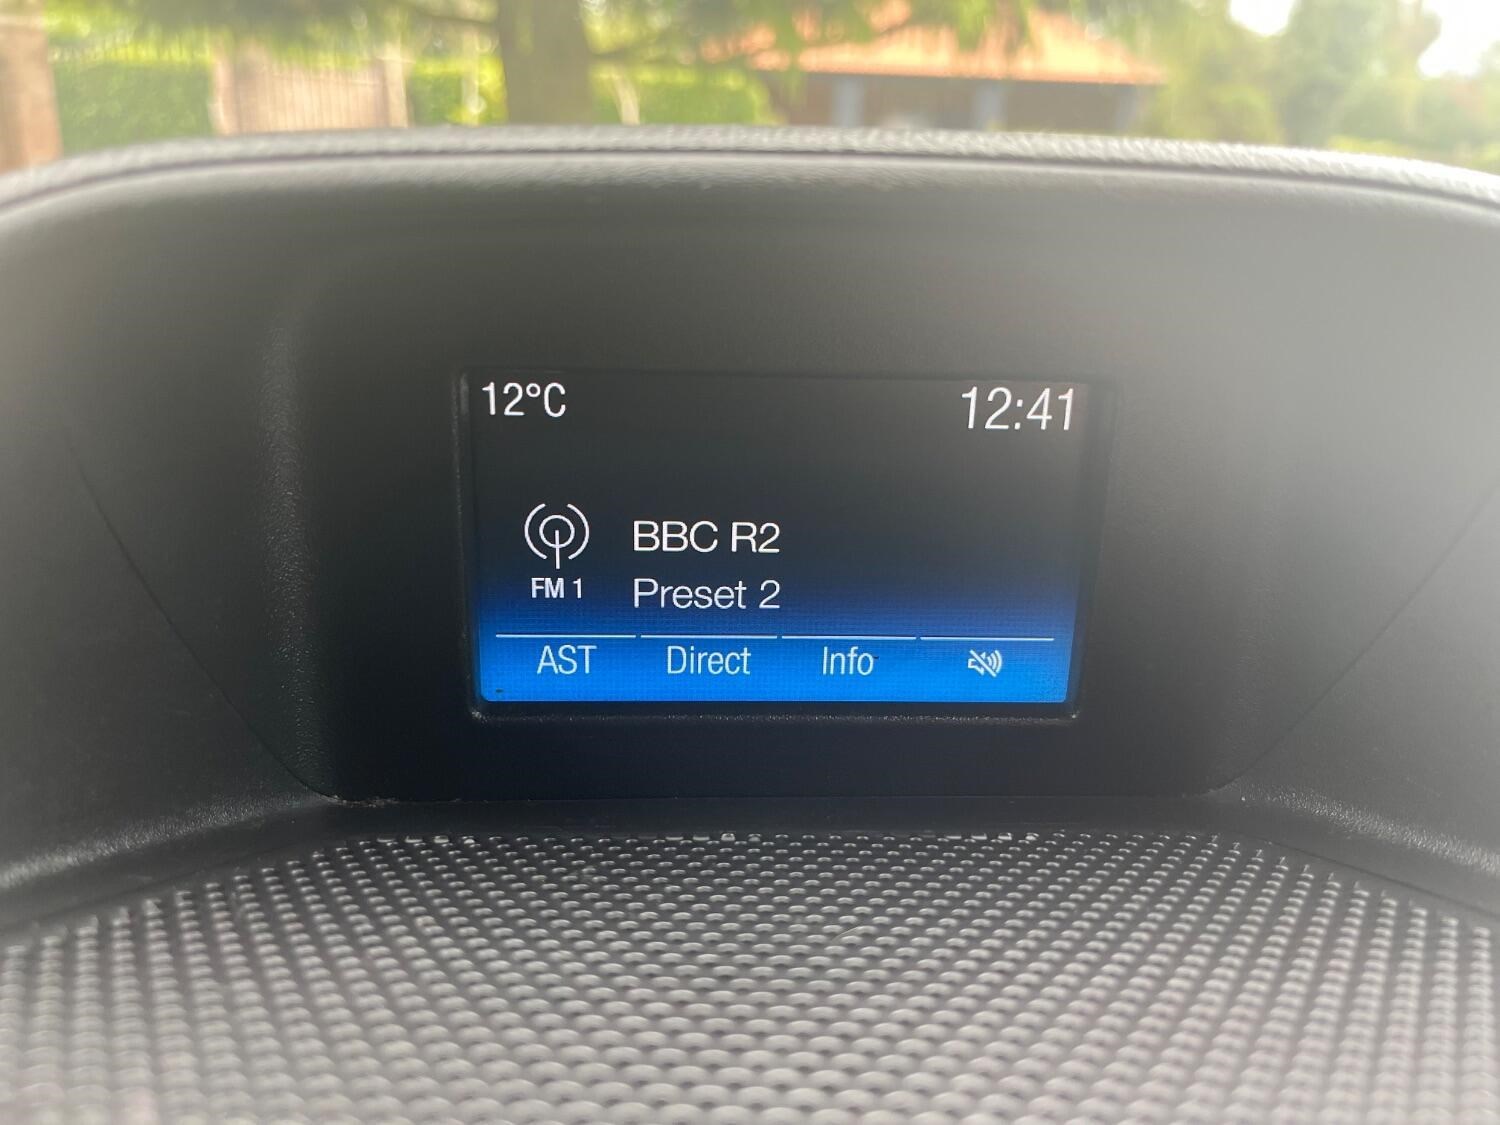 12°C 12:41
BBC R2
FM 1 Preset 2
AST Direct Info